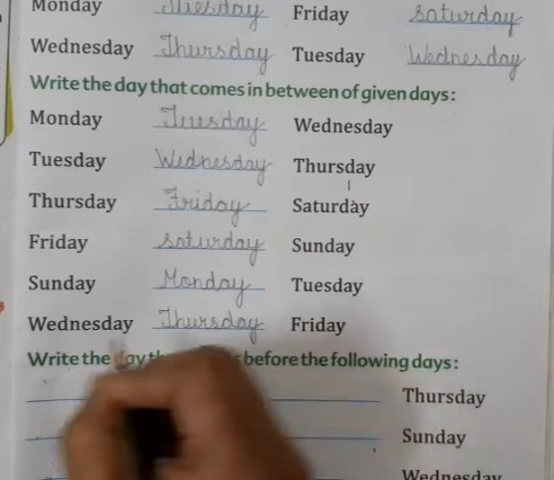 Monday Tuesday Friday Saturday
Wednesday Thursday Tuesday Wednesday
Write the day that comes in between of given days:
Monday Tuesday Wednesday
Tuesday Wednesday Thursday
Thursday Friday Saturday
Friday Saturday Sunday
Sunday Monday Tuesday
Wednesday Thursday Friday
Write the day before the following days:
Thursday
Sunday
Wednesday